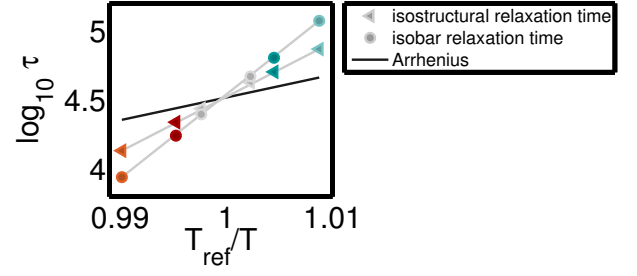 5
4.5
4
log10 τ
0.99
1
1.01
Tref/T
isostructural relaxation time
isobar relaxation time
Arrhenius